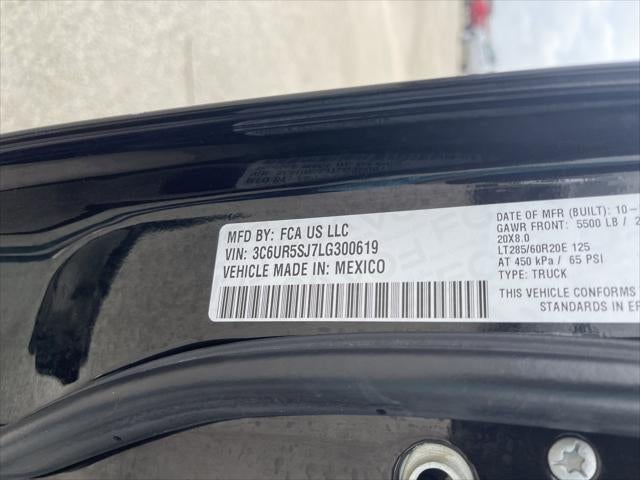 MFD BY: FCA US LLC
VIN: 3C6UR5SJ7LG300619
VEHICLE MADE IN: MEXICO
DATE OF MFR (BUILT): 10-
GAWR FRONT: 5500 LB / 2
20X8.0
LT285/60R20E 125
AT 450 kPa / 65 PSI
TYPE: TRUCK
THIS VEHICLE CONFORMS
STANDARDS IN EF